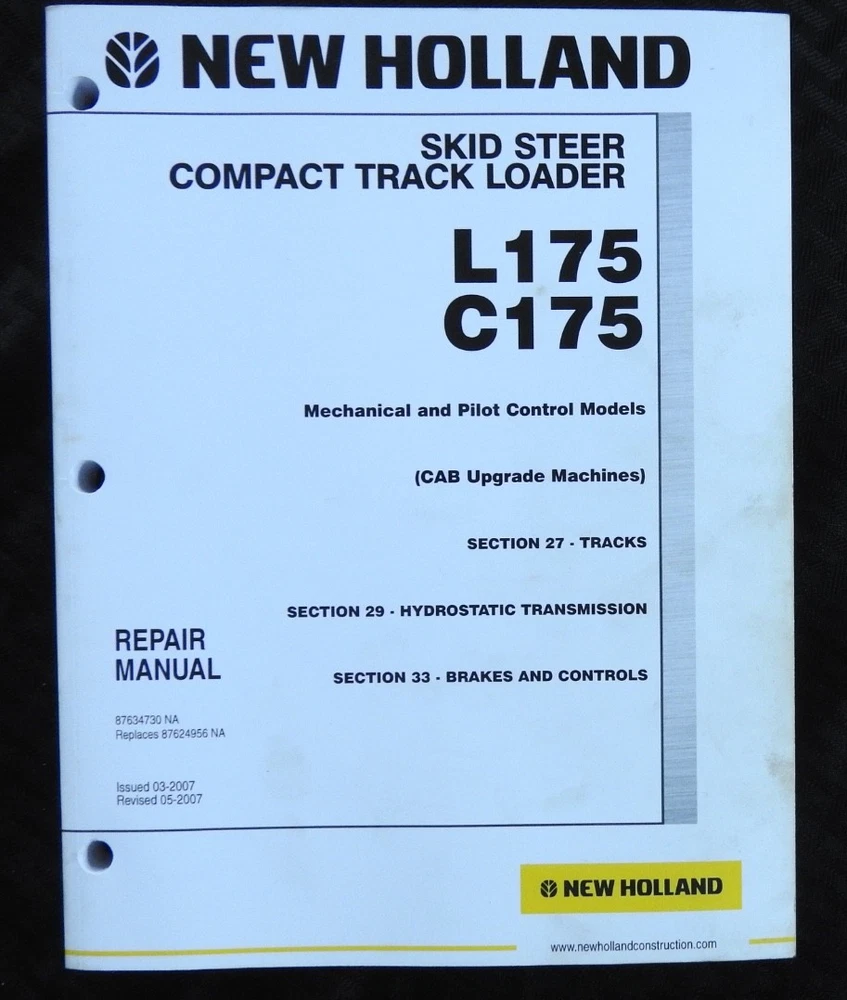 NEW HOLLAND
SKID STEER
COMPACT TRACK LOADER
L175
C175
Mechanical and Pilot Control Models
(CAB Upgrade Machines)
SECTION 27 - TRACKS
SECTION 29 - HYDROSTATIC TRANSMISSION
SECTION 33 - BRAKES AND CONTROLS
REPAIR
MANUAL
87634730 NA
Replaces 87624956 NA
Issued 03-2007
Revised 05-2007
NEW HOLLAND
www.newhollandconstruction.com